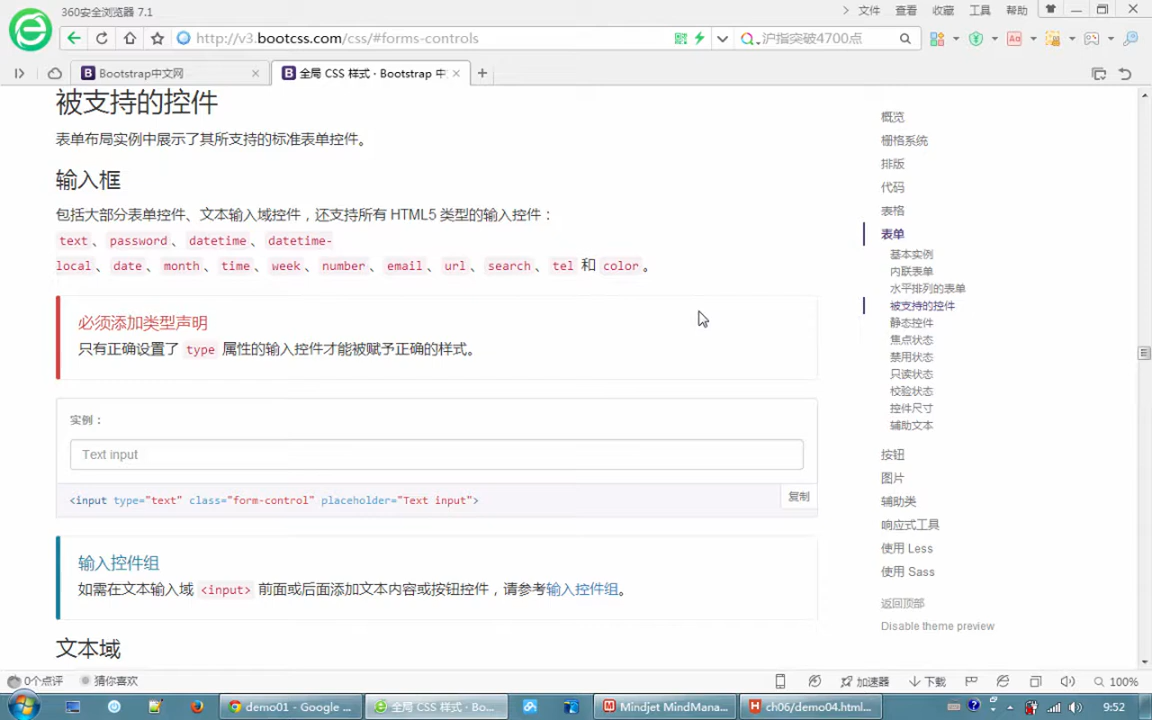 360安全浏览器 7.1
文件 查看 收藏 工具 帮助
http://v3.bootcss.com/css/#forms-controls
沪指突破4700点
Bootstrap中文网
全局 CSS 样式 · Bootstrap 中
被支持的控件
表单布局实例中展示了其所支持的标准表单控件。
输入框
包括大部分表单控件、文本输入域控件，还支持所有 HTML5 类型的输入控件：
text、password、datetime、datetime-
local、date、month、time、week、number、email、url、search、tel 和 color。
必须添加类型声明
只有正确设置了 type 属性的输入控件才能被赋予正确的样式。
实例：
Text input
<input type="text" class="form-control" placeholder="Text input">
复制
输入控件组
如需在文本输入域 <input> 前面或后面添加文本内容或按钮控件，请参考输入控件组。
文本域
概览
栅格系统
排版
代码
表格
表单
基本实例
内联表单
水平排列的表单
被支持的控件
静态控件
焦点状态
禁用状态
只读状态
校验状态
控件尺寸
辅助文本
按钮
图片
辅助类
响应式工具
使用 Less
使用 Sass
返回顶部
Disable theme preview
0个点评 猜你喜欢
加速器 下载 100%
demo01 - Google ...
全局 CSS 样式 · Bo...
Mindjet MindMana...
ch06/demo04.html...
9:52